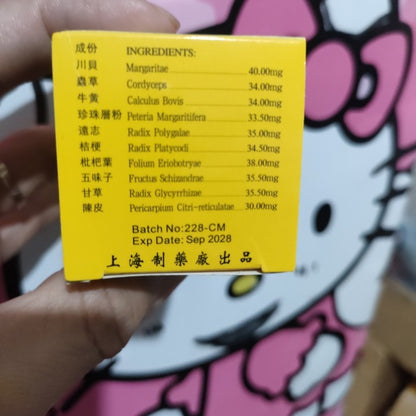 成份 INGREDIENTS:
川貝 Margaritae 40.00mg
蟲草 Cordyceps 34.00mg
牛黃 Calculus Bovis 34.00mg
珍珠層粉 Peteria Margaritifera 33.50mg
遠志 Radix Polygalae 35.00mg
桔梗 Radix Platycodi 34.50mg
枇杷葉 Folium Eriobotryae 38.00mg
五味子 Fructus Schizandrae 35.50mg
甘草 Radix Glycyrrhizae 35.50mg
陳皮 Pericarpium Citri-reticulatae 30.00mg
Batch No:228-CM
Exp Date: Sep 2028
上海制藥廠出品